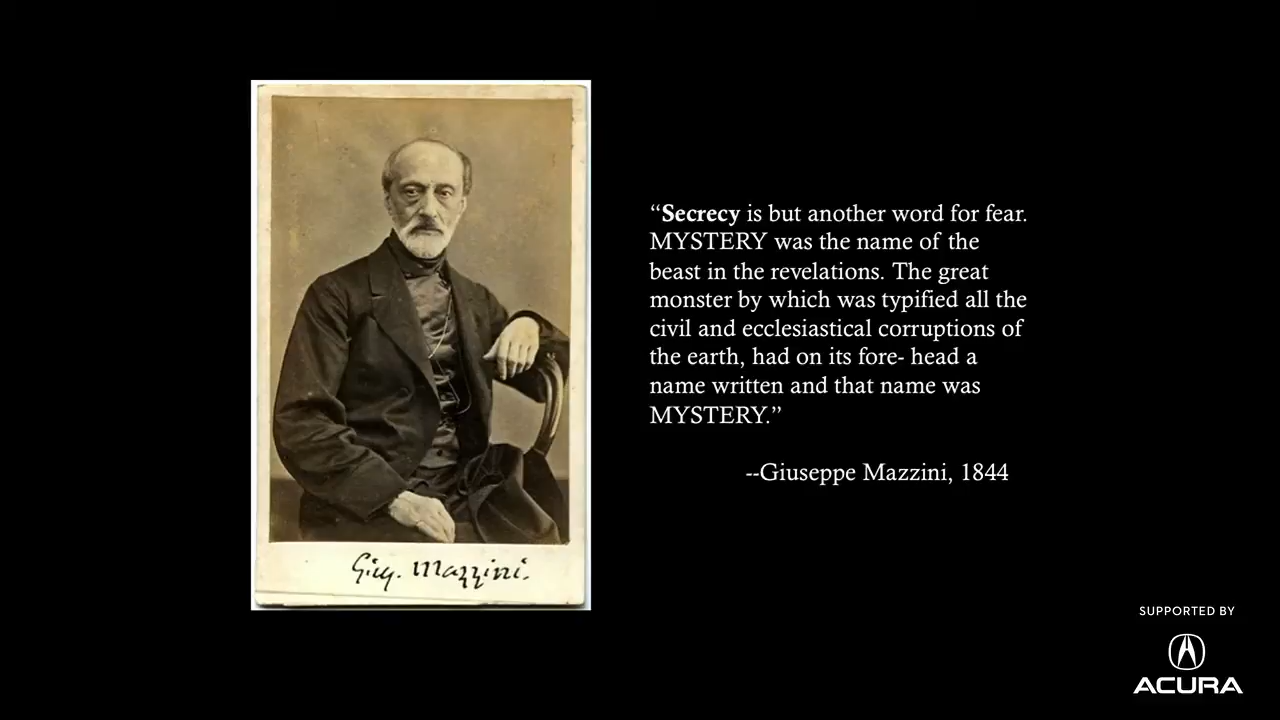 “Secrecy is but another word for fear.
MYSTERY was the name of the
beast in the revelations. The great
monster by which was typified all the
civil and ecclesiastical corruptions of
the earth, had on its fore- head a
name written and that name was
MYSTERY.”
--Giuseppe Mazzini, 1844
Giuse. Mazzini.
SUPPORTED BY
ACURA